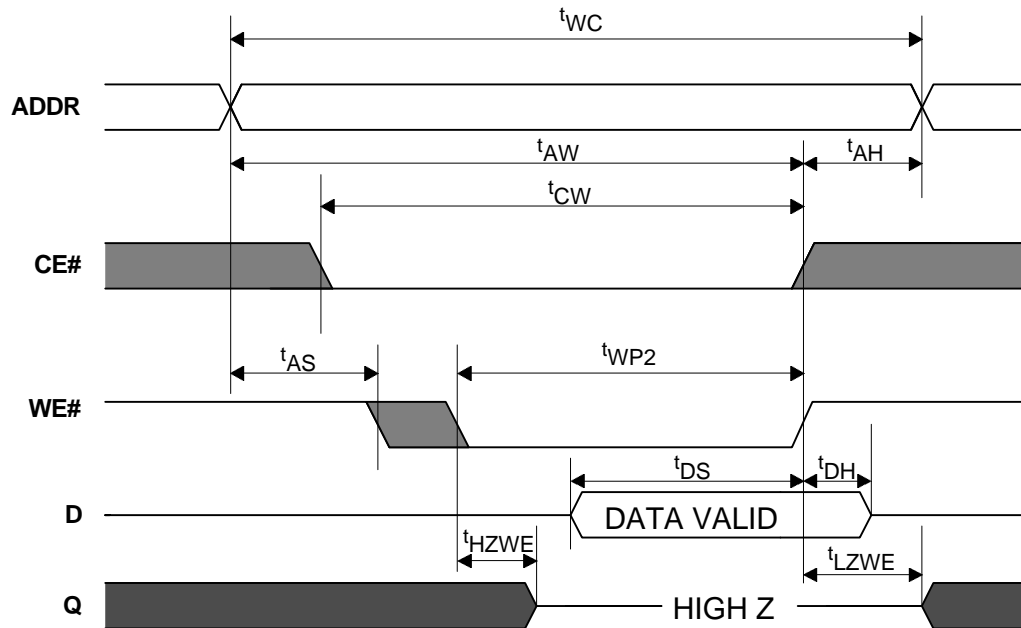 tWC
ADDR
tAW
tAH
tCW
CE#
tAS
tWP2
WE#
tDS
tDH
D
DATA VALID
tHZWE
tLZWE
Q
HIGH Z